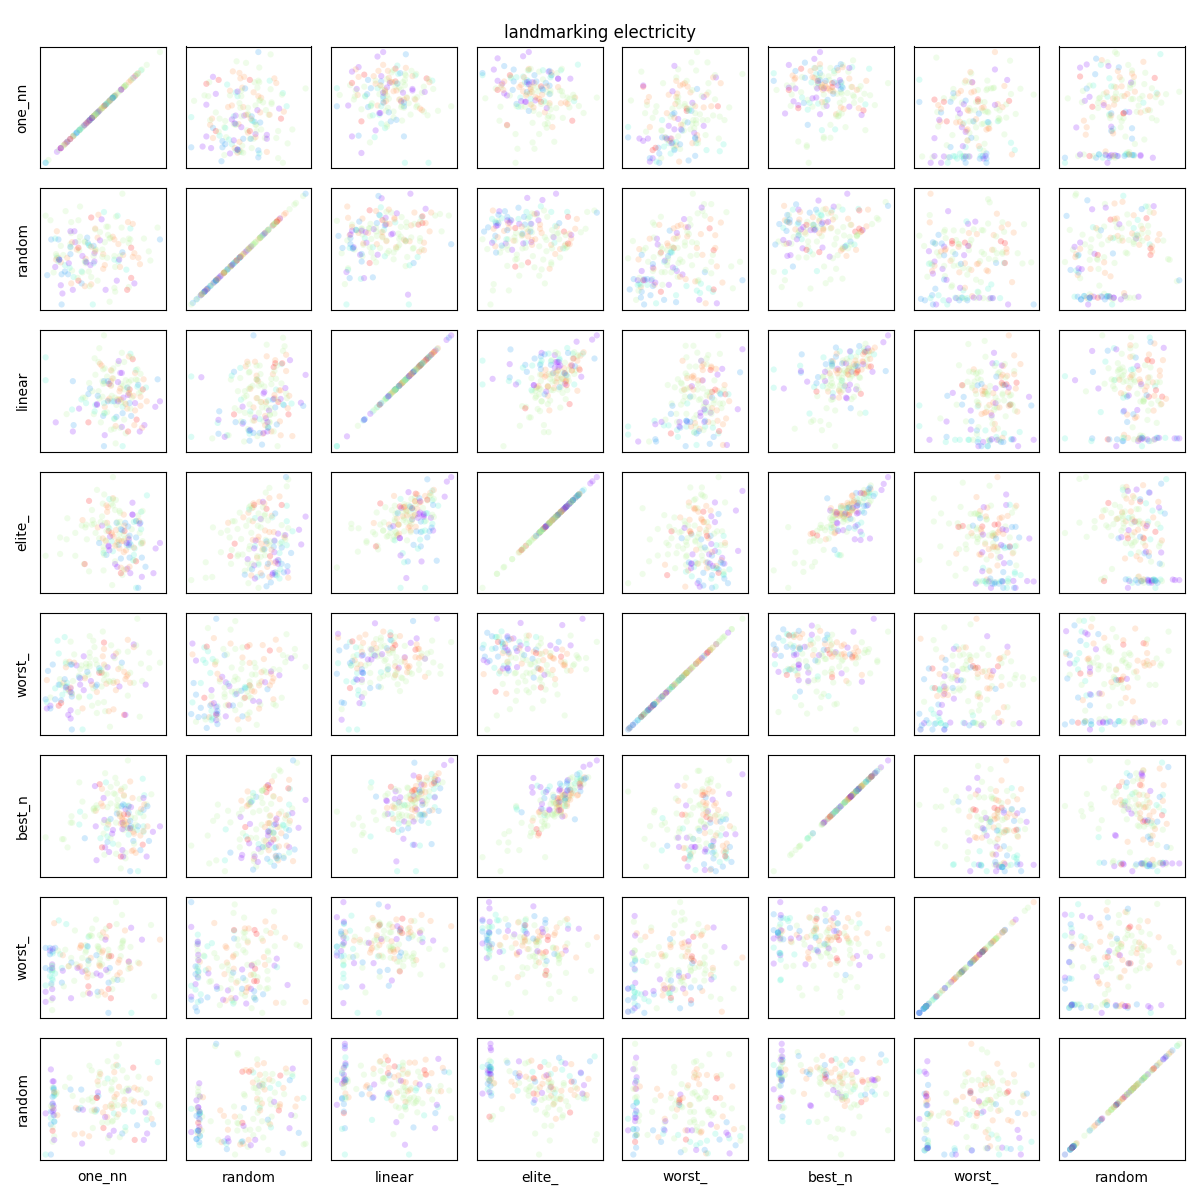 landmarking electricity
one_nn
random
linear
elite_
worst_
best_n
worst_
random
one_nn
random
linear
elite_
worst_
best_n
worst_
random